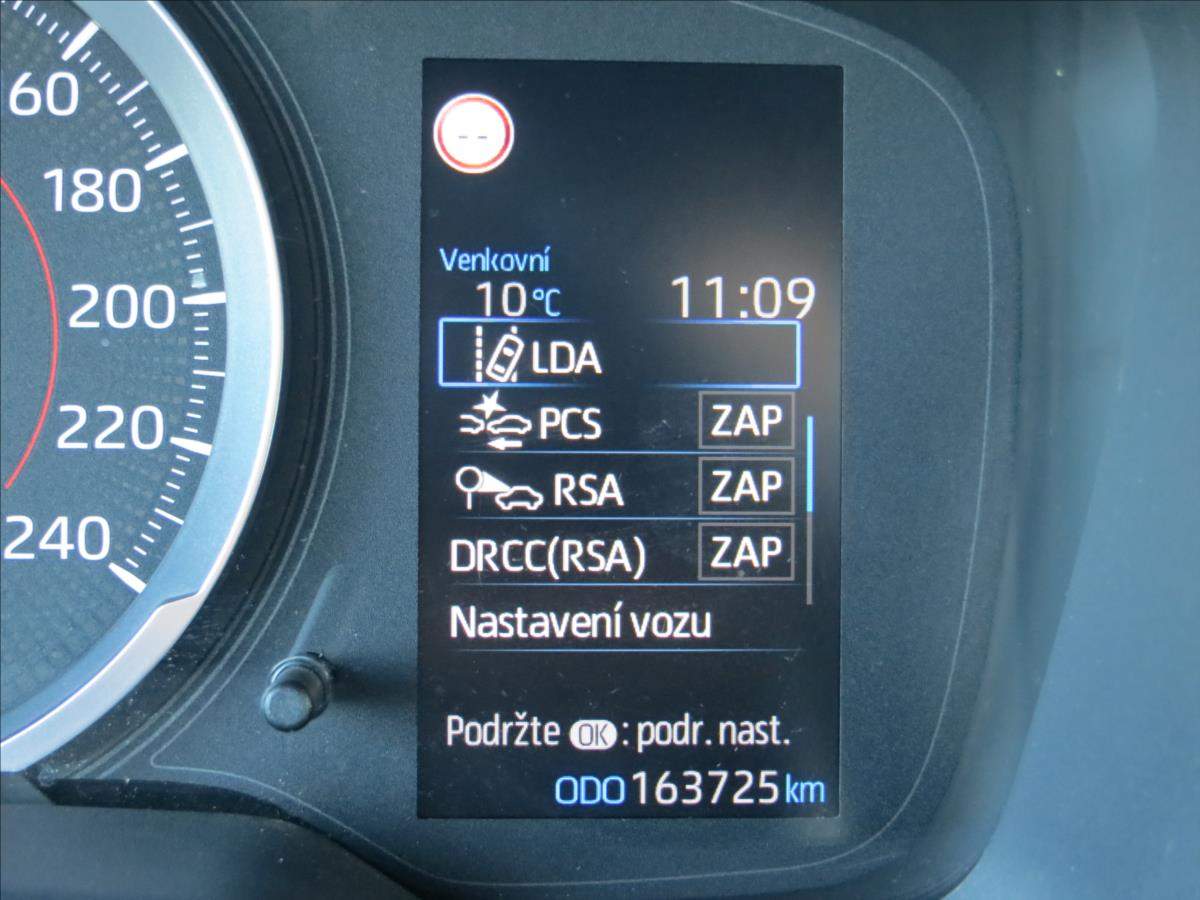 60
180
200
220
240
--
Venkovní
10°C 11:09
LDA
PCS ZAP
RSA ZAP
DRCC(RSA) ZAP
Nastavení vozu
Podržte OK: podr. nast.
ODO 163725 km